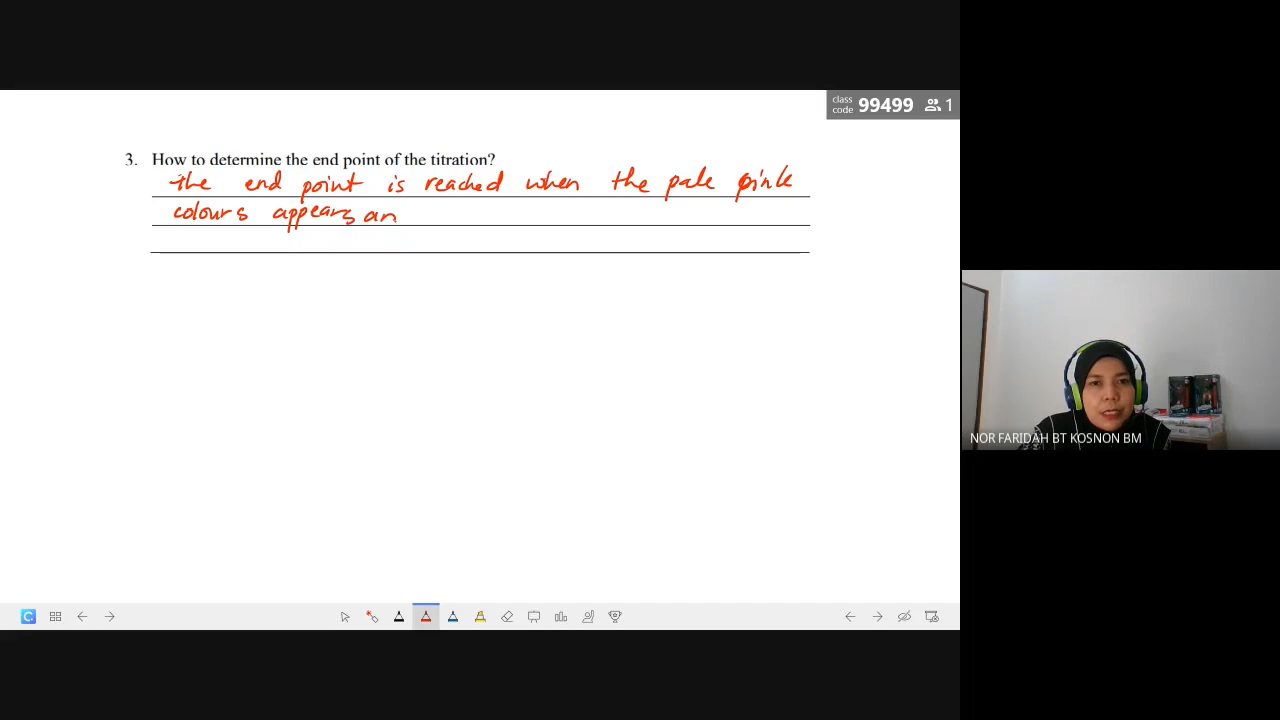 class code 99499 1
3. How to determine the end point of the titration?
the end point is reached when the pale pink
colours appears an
NOR FARIDAH BT KOSNON BM